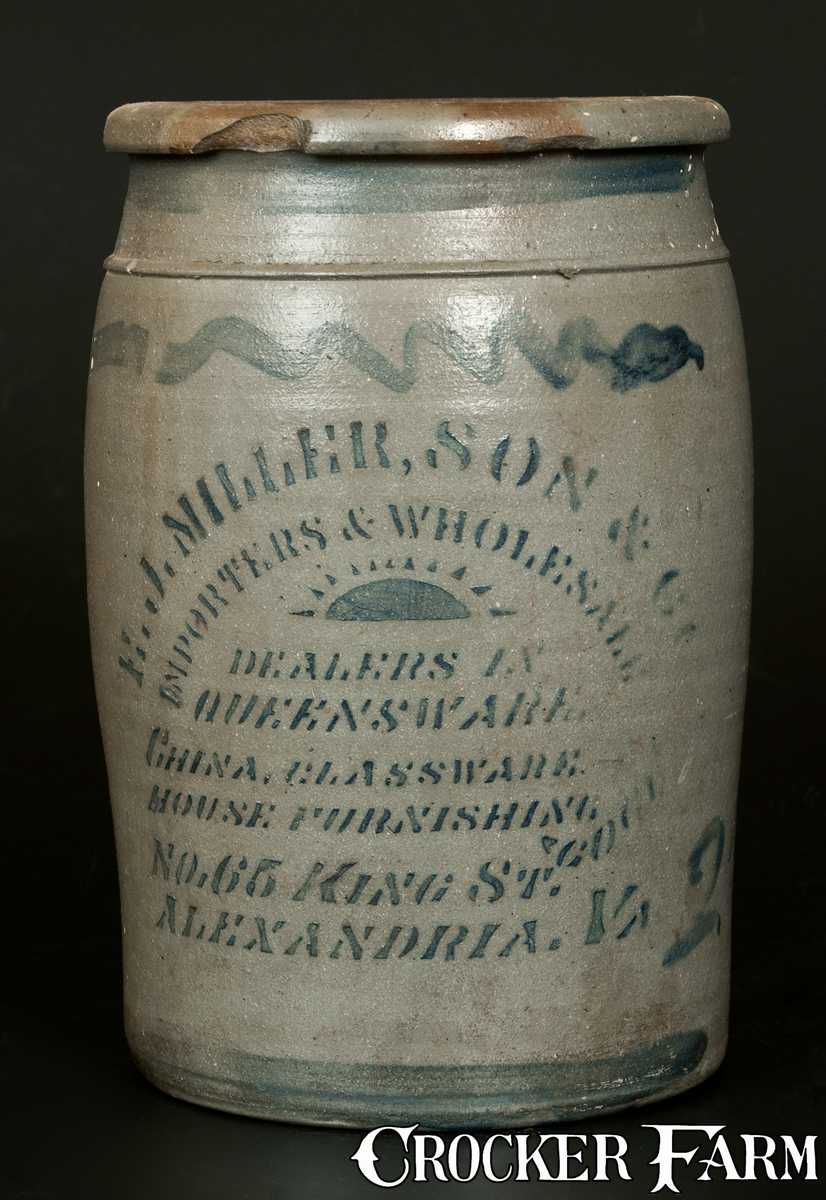 E. J. MILLER, SON & Co
IMPORTERS & WHOLESALE
DEALERS IN
QUEENSWARE
CHINA, GLASSWARE
HOUSE FURNISHING
GOODS
No. 65 KING ST.
ALEXANDRIA. VA
2
CROCKER FARM